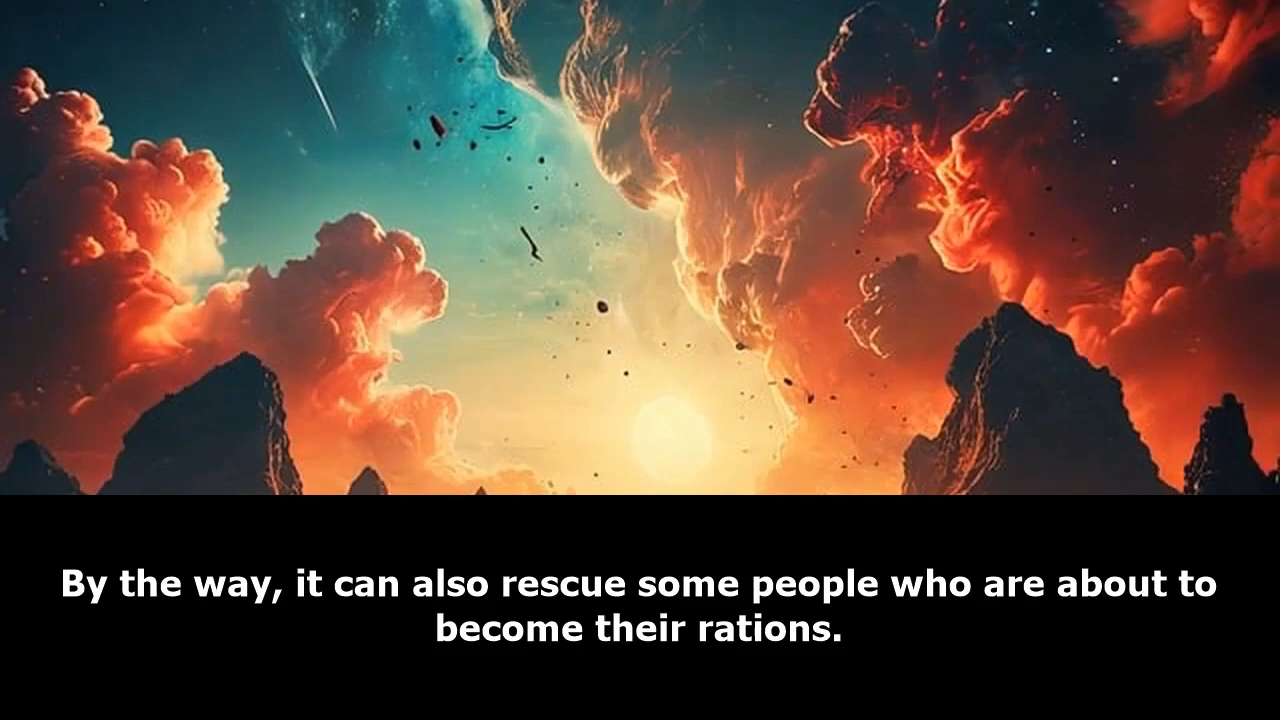 By the way, it can also rescue some people who are about to
become their rations.